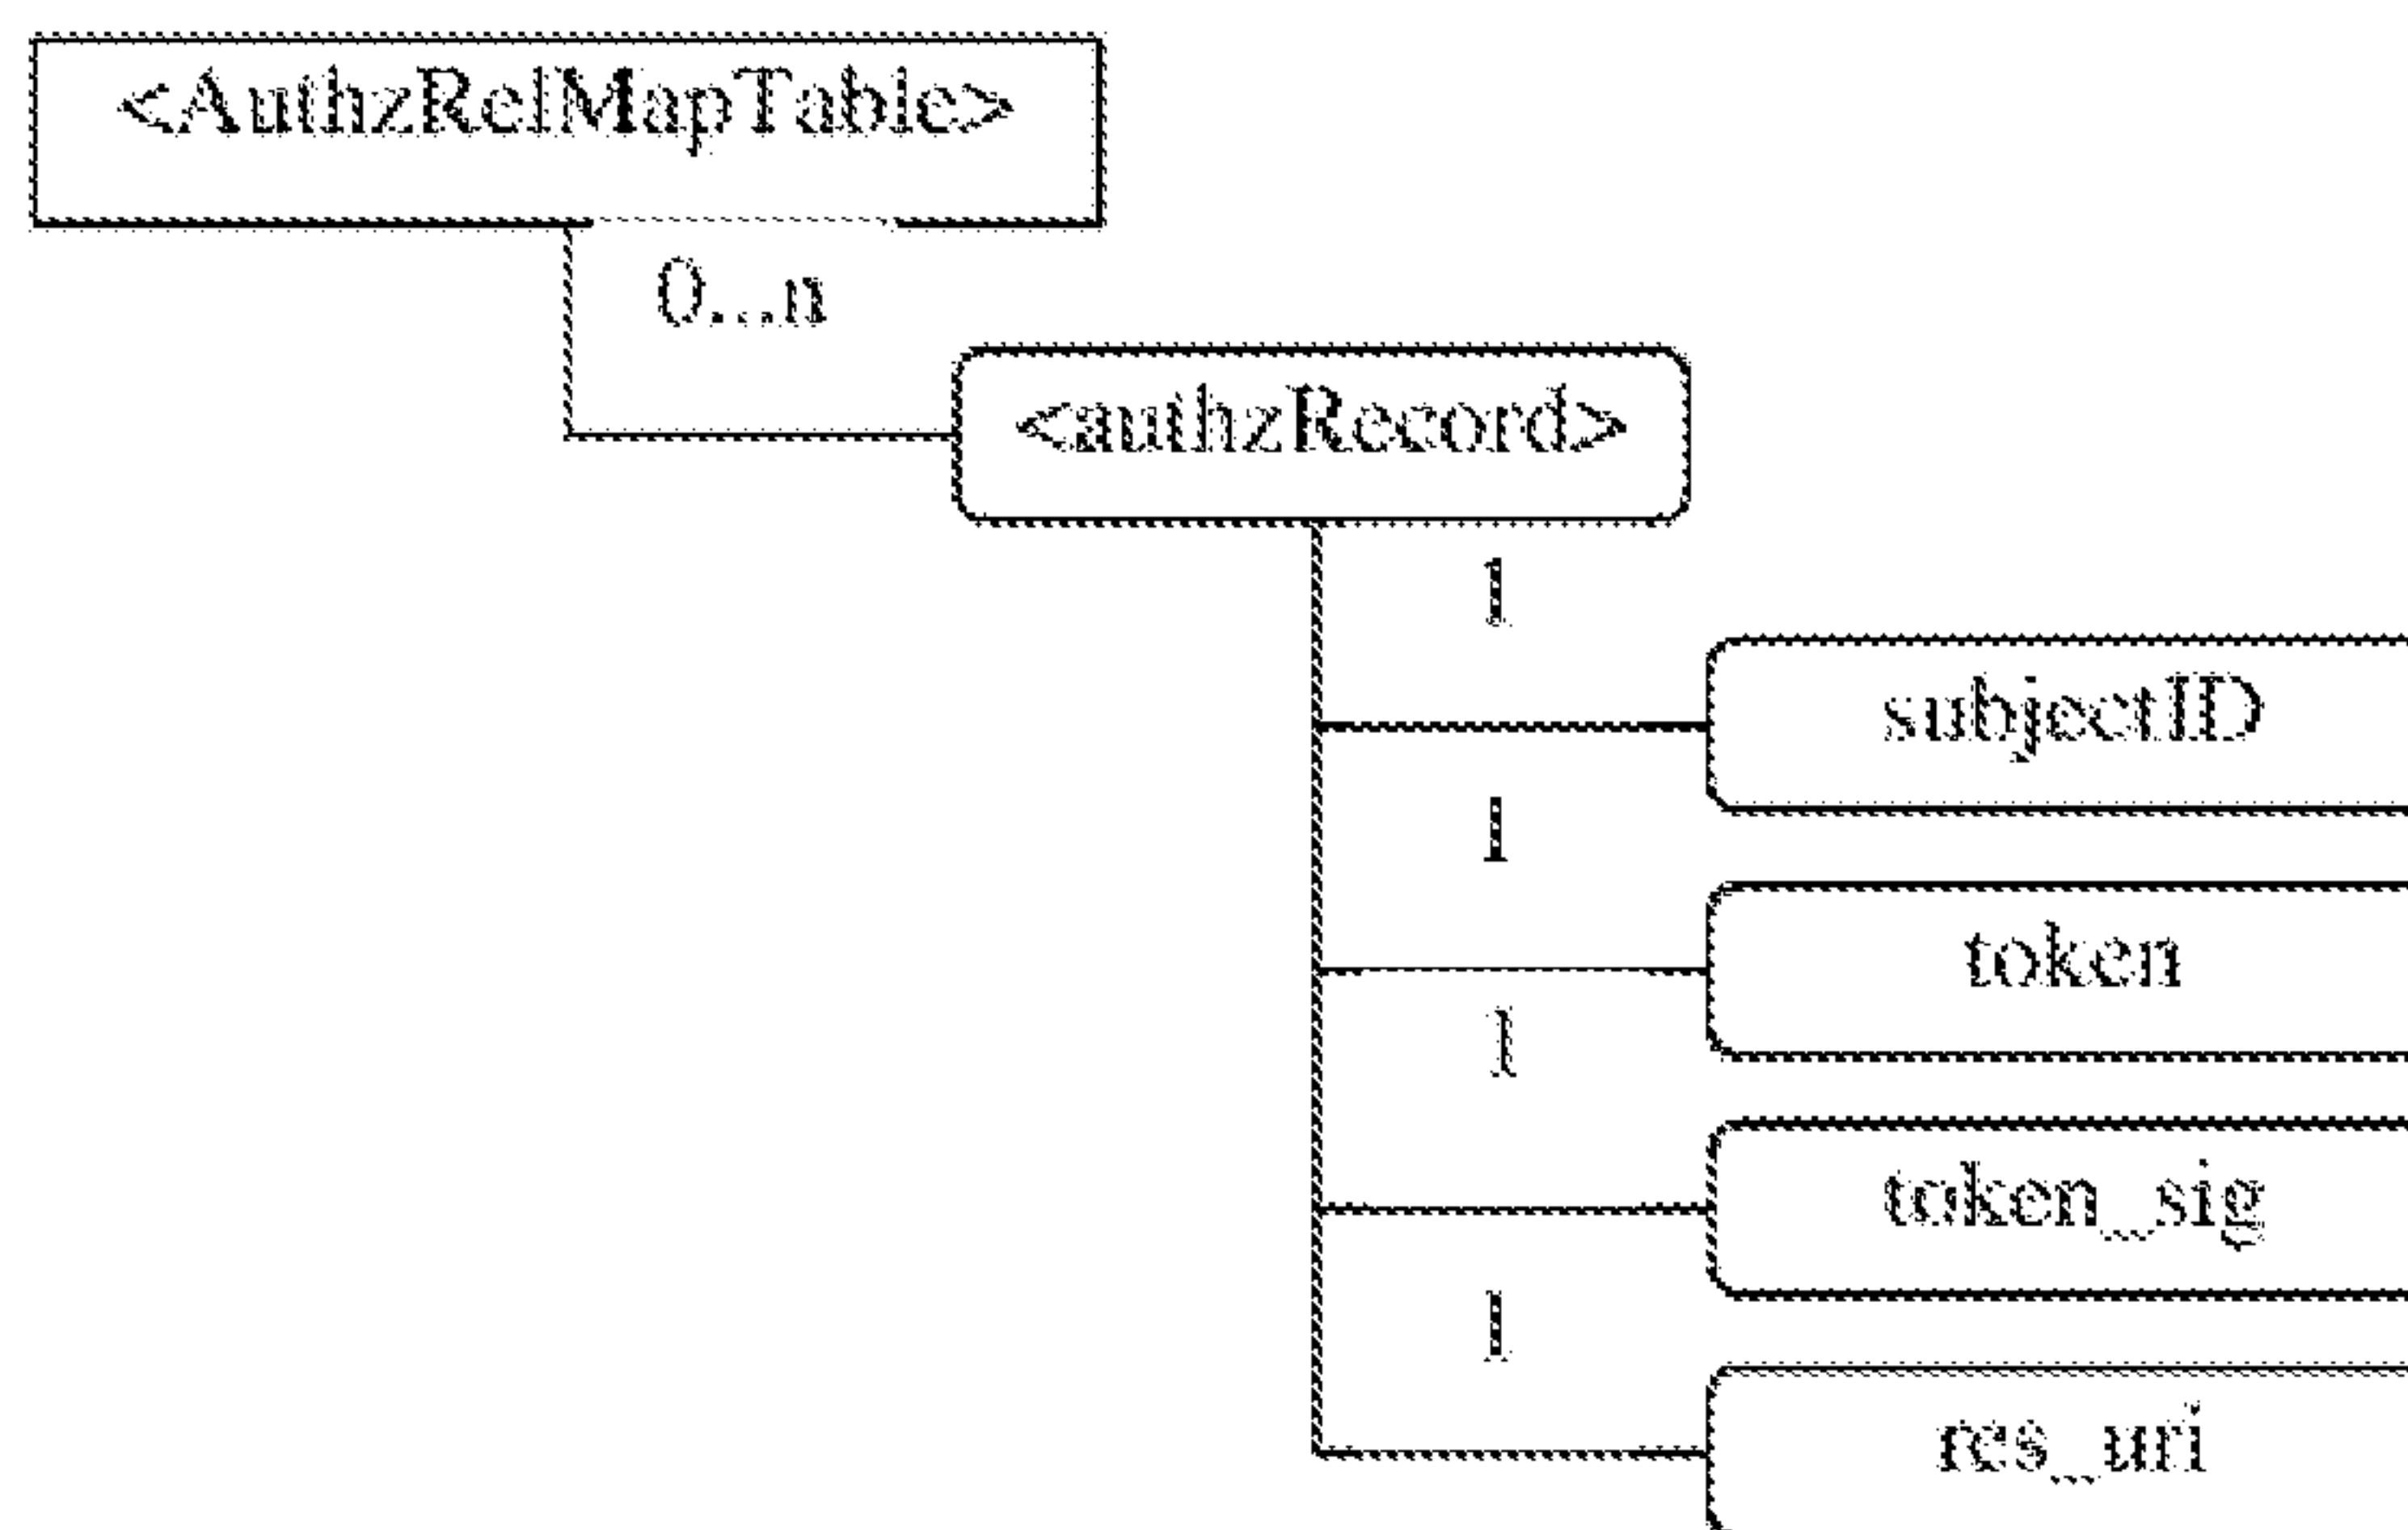 <AuthzRelMapTable>
0...n
<authzRecord>
1
subjectID
1
token
1
token_sig
1
res_uri